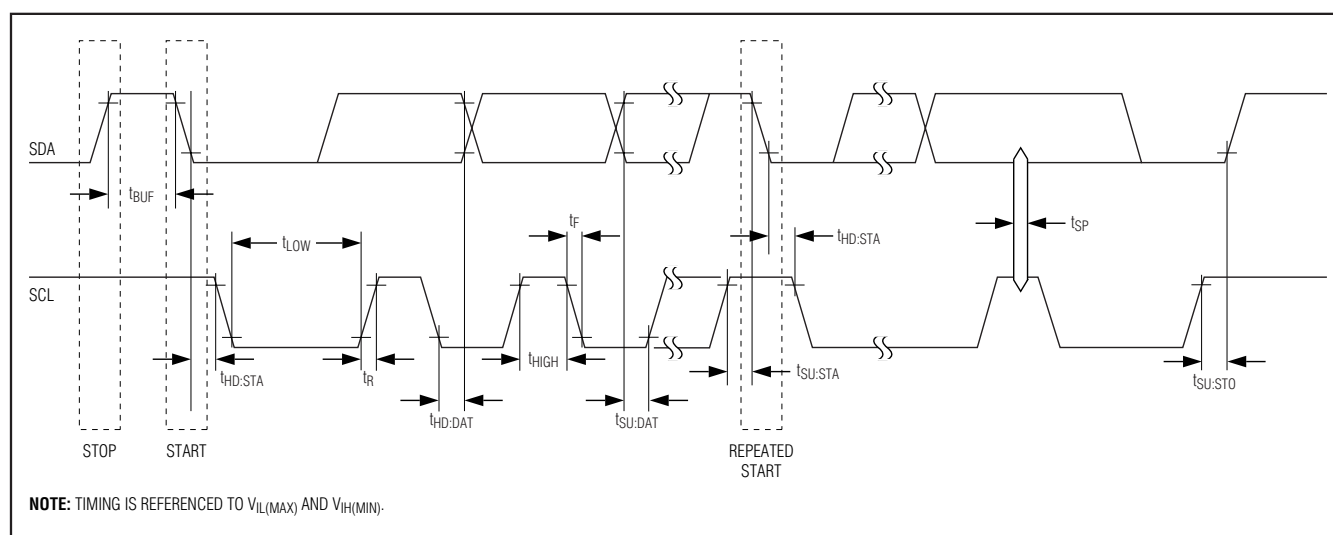 SDA
tBUF
tF
tLOW
tHD:STA
tSP
SCL
tHD:STA
tR
tHIGH
tHD:DAT
tSU:DAT
tSU:STA
tSU:STO
STOP
START
REPEATED
START
NOTE: TIMING IS REFERENCED TO VIL(MAX) AND VIH(MIN).